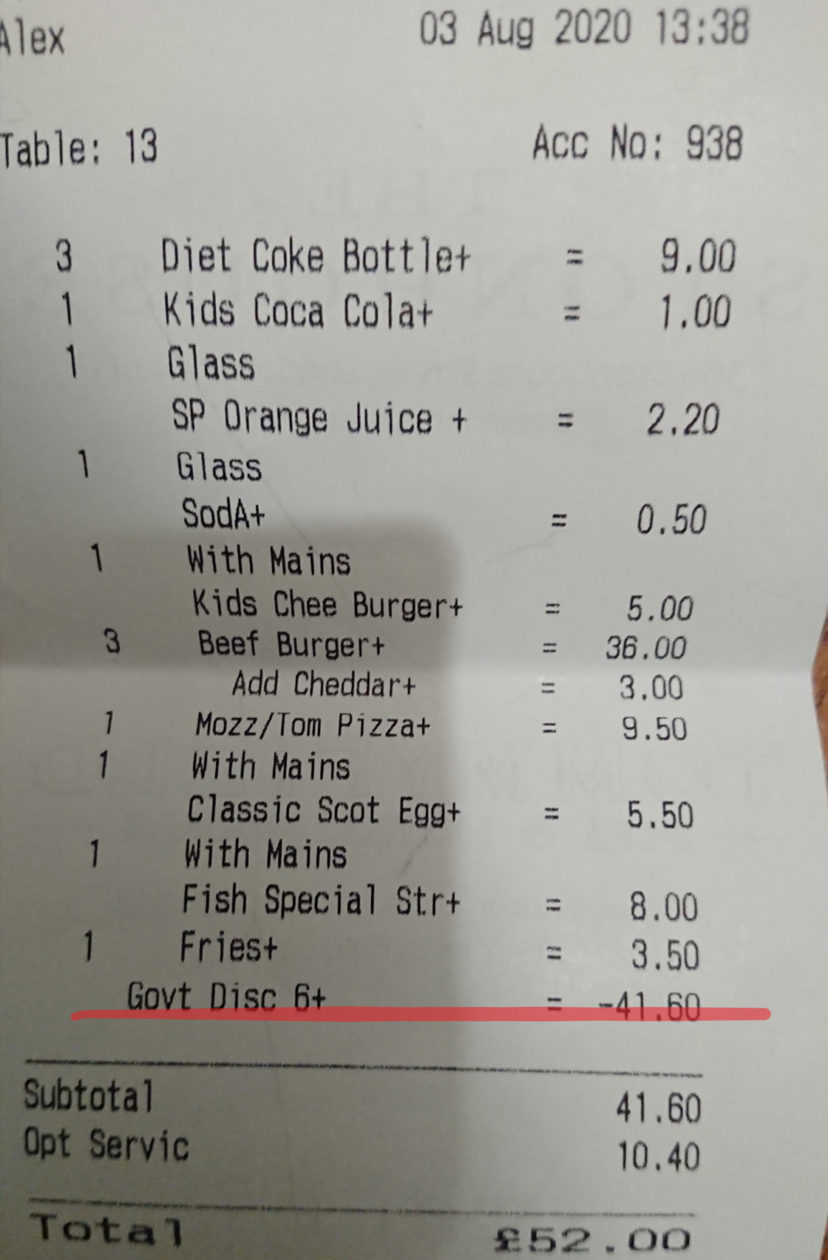 Alex 03 Aug 2020 13:38
Table: 13 Acc No: 938
3 Diet Coke Bottle+ = 9.00
1 Kids Coca Cola+ = 1.00
1 Glass
SP Orange Juice + = 2.20
1 Glass
SodA+ = 0.50
1 With Mains
Kids Chee Burger+ = 5.00
3 Beef Burger+ = 36.00
Add Cheddar+ = 3.00
1 Mozz/Tom Pizza+ = 9.50
1 With Mains
Classic Scot Egg+ = 5.50
1 With Mains
Fish Special Str+ = 8.00
1 Fries+ = 3.50
Govt Disc 6+ = -41.60
Subtotal 41.60
Opt Servic 10.40
Total £52.00